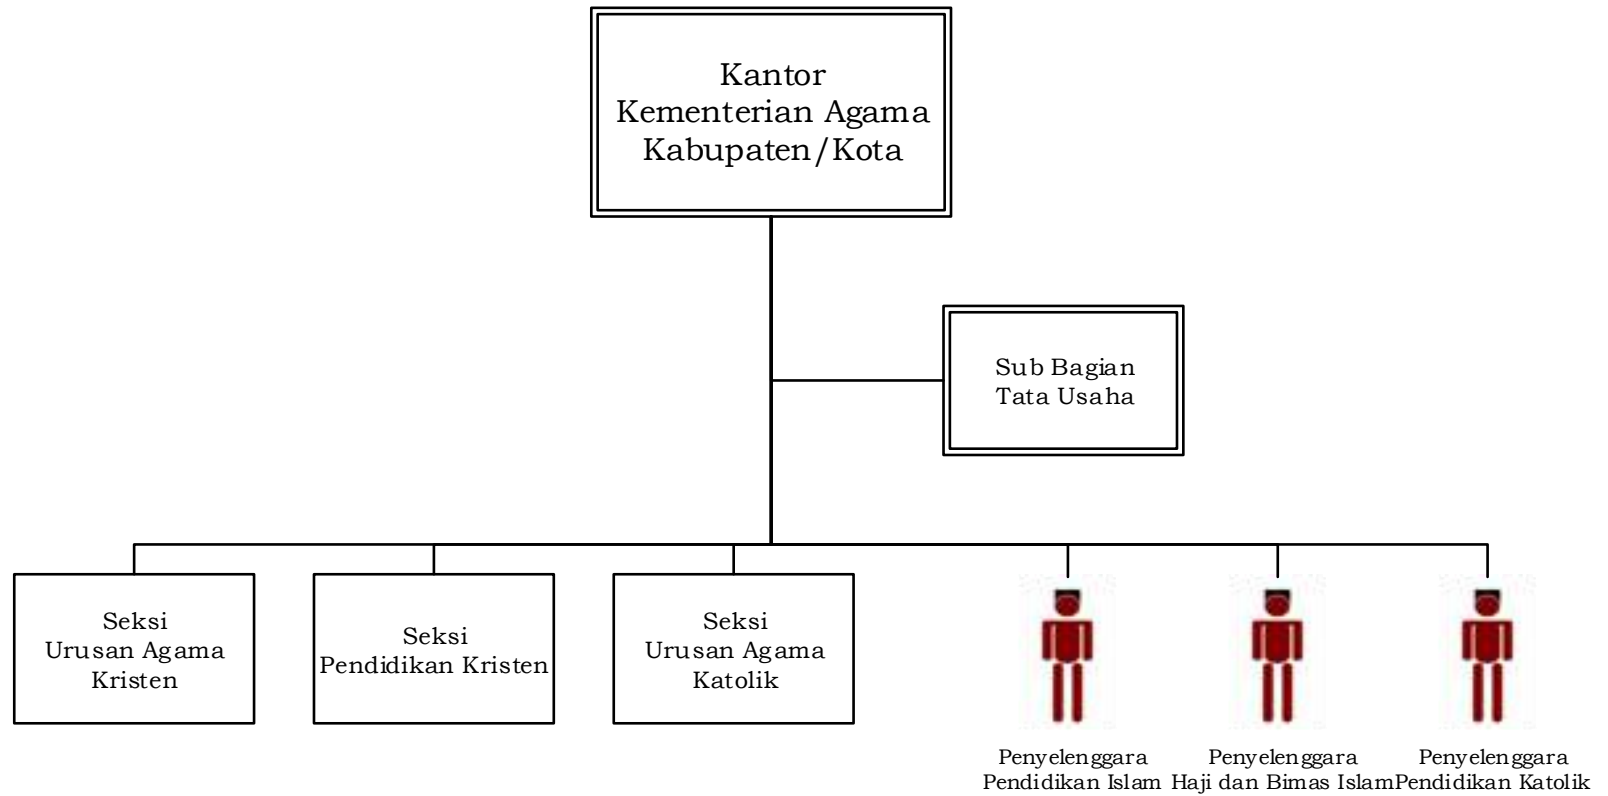 Kantor
Kementerian Agama
Kabupaten/Kota
Sub Bagian
Tata Usaha
Seksi
Urusan Agama
Kristen
Seksi
Pendidikan Kristen
Seksi
Urusan Agama
Katolik
Penyelenggara
Pendidikan Islam
Penyelenggara
Haji dan Bimas Islam
Penyelenggara
Pendidikan Katolik